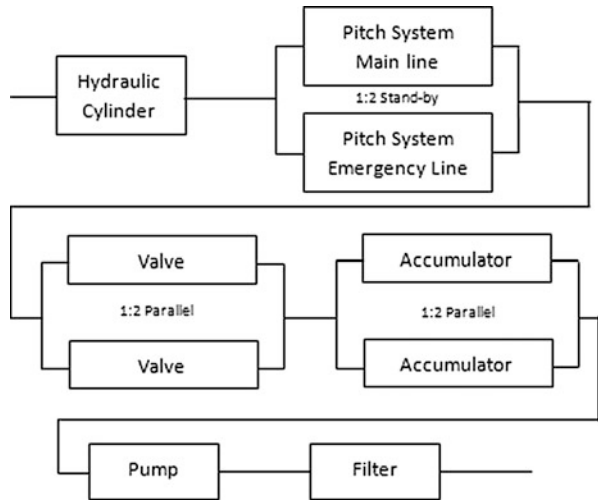 Hydraulic
Cylinder
Pitch System
Main line
1:2 Stand-by
Pitch System
Emergency Line
Valve
1:2 Parallel
Valve
Accumulator
1:2 Parallel
Accumulator
Pump
Filter